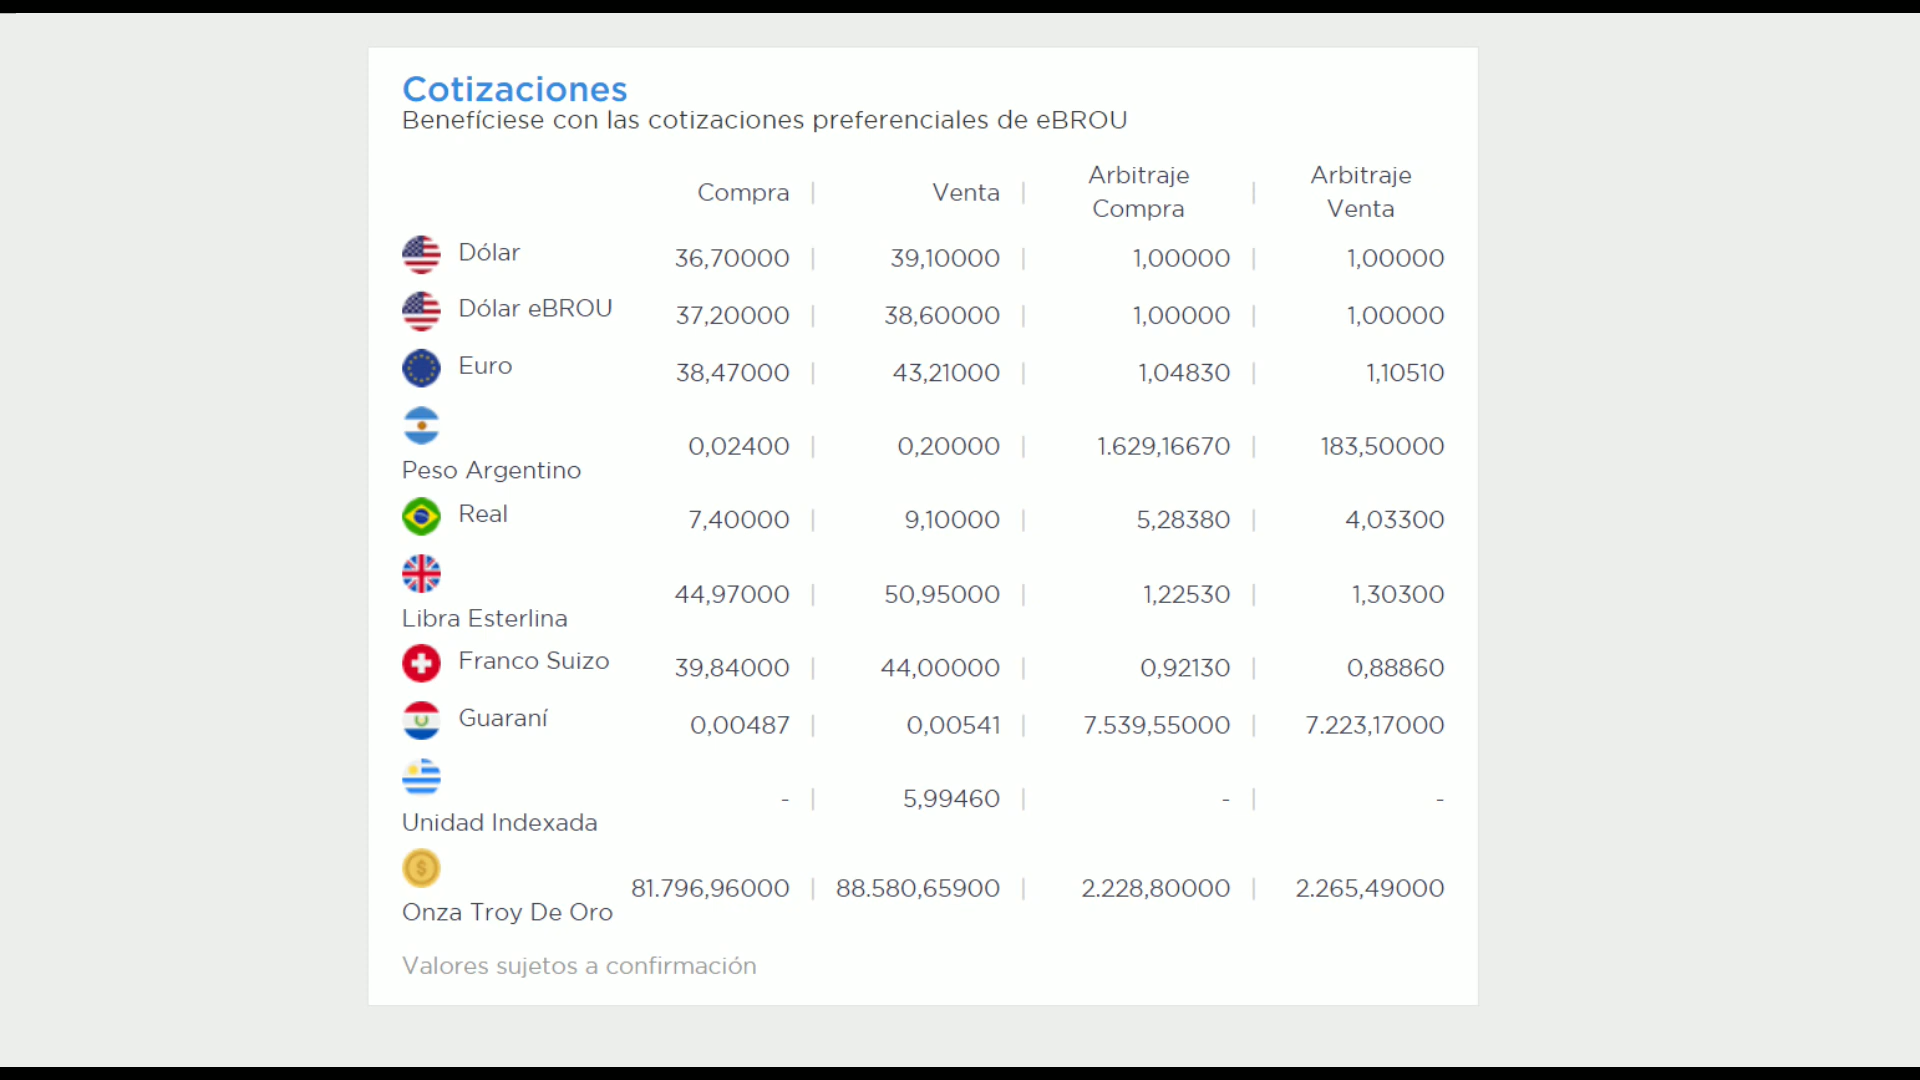 Cotizaciones
Benefíciese con las cotizaciones preferenciales de eBROU
Compra | Venta | Arbitraje Compra | Arbitraje Venta
Dólar 36,70000 | 39,10000 | 1,00000 | 1,00000
Dólar eBROU 37,20000 | 38,60000 | 1,00000 | 1,00000
Euro 38,47000 | 43,21000 | 1,04830 | 1,10510
Peso Argentino 0,02400 | 0,20000 | 1.629,16670 | 183,50000
Real 7,40000 | 9,10000 | 5,28380 | 4,03300
Libra Esterlina 44,97000 | 50,95000 | 1,22530 | 1,30300
Franco Suizo 39,84000 | 44,00000 | 0,92130 | 0,88860
Guaraní 0,00487 | 0,00541 | 7.539,55000 | 7.223,17000
Unidad Indexada - | 5,99460 | - | -
Onza Troy De Oro 81.796,96000 | 88.580,65900 | 2.228,80000 | 2.265,49000
Valores sujetos a confirmación